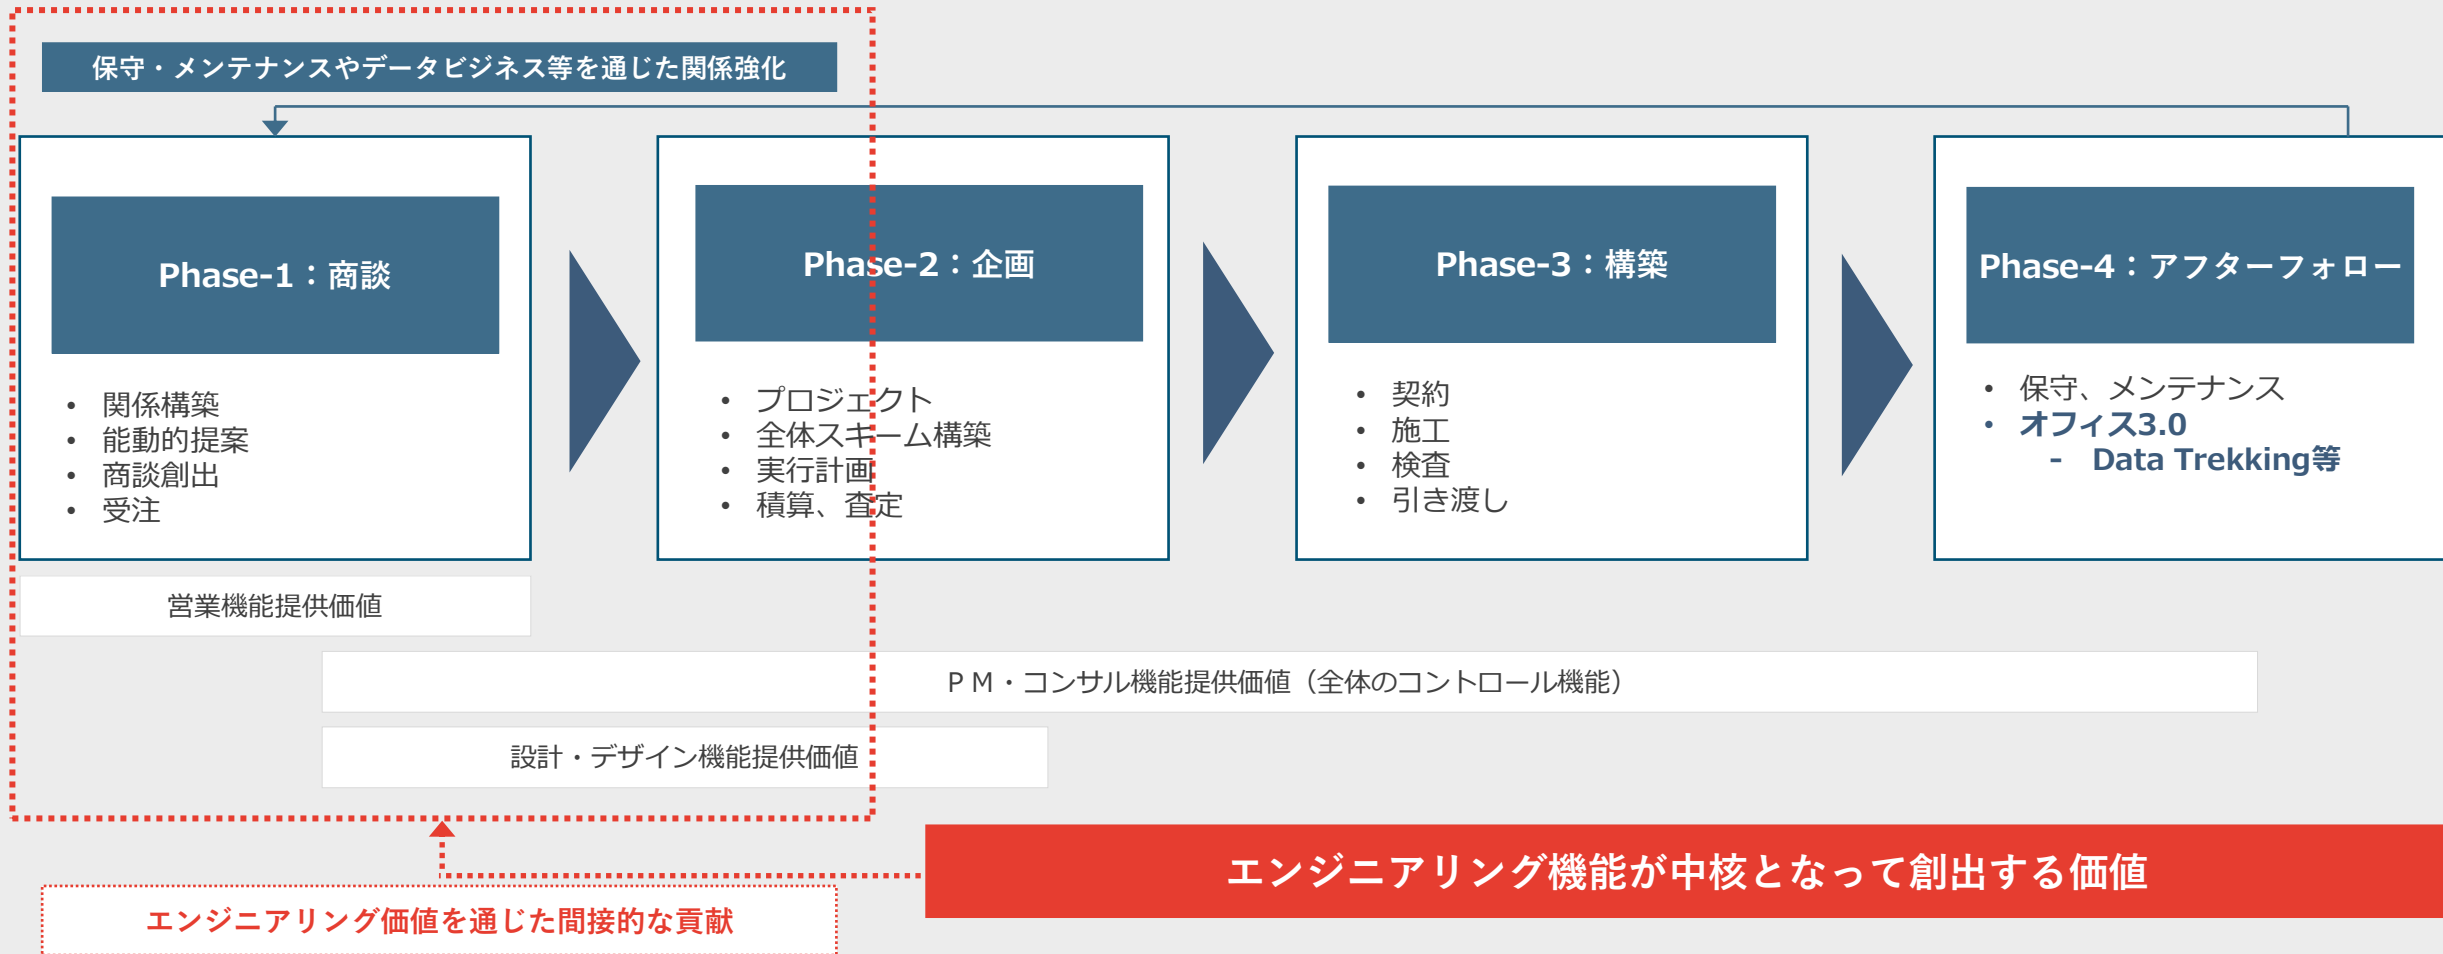 保守・メンテナンスやデータビジネス等を通じた関係強化
Phase-1：商談
• 関係構築
• 能動的提案
• 商談創出
• 受注
Phase-2：企画
• プロジェクト
• 全体スキーム構築
• 実行計画
• 積算、査定
Phase-3：構築
• 契約
• 施工
• 検査
• 引き渡し
Phase-4：アフターフォロー
• 保守、メンテナンス
• オフィス3.0
- Data Trekking等
営業機能提供価値
ＰＭ・コンサル機能提供価値（全体のコントロール機能）
設計・デザイン機能提供価値
エンジニアリング機能が中核となって創出する価値
エンジニアリング価値を通じた間接的な貢献